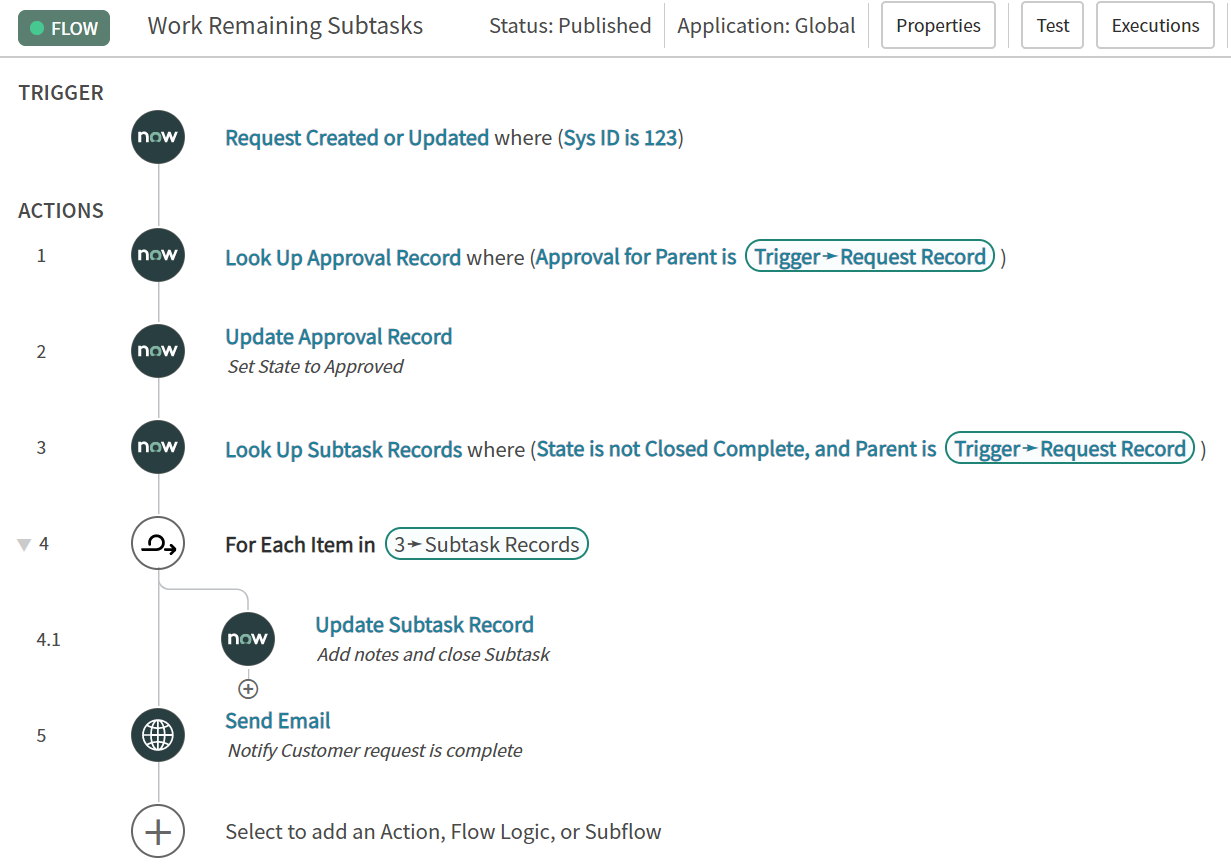 FLOW Work Remaining Subtasks Status: Published Application: Global Properties Test Executions
TRIGGER
now Request Created or Updated where (Sys ID is 123)
ACTIONS
1 now Look Up Approval Record where (Approval for Parent is Trigger➛Request Record )
2 now Update Approval Record
Set State to Approved
3 now Look Up Subtask Records where (State is not Closed Complete, and Parent is Trigger➛Request Record )
4 For Each Item in 3➛Subtask Records
4.1 now Update Subtask Record
Add notes and close Subtask
5 Send Email
Notify Customer request is complete
Select to add an Action, Flow Logic, or Subflow